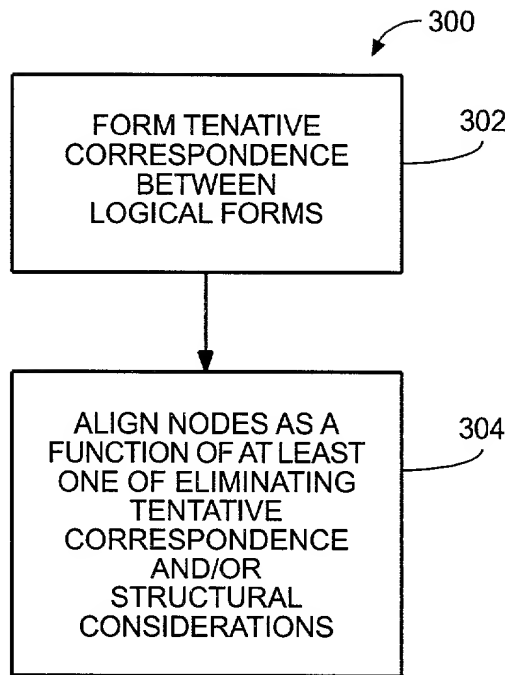 300
FORM TENATIVE
CORRESPONDENCE
BETWEEN
LOGICAL FORMS
302
ALIGN NODES AS A
FUNCTION OF AT LEAST
ONE OF ELIMINATING
TENTATIVE
CORRESPONDENCE
AND/OR
STRUCTURAL
CONSIDERATIONS
304